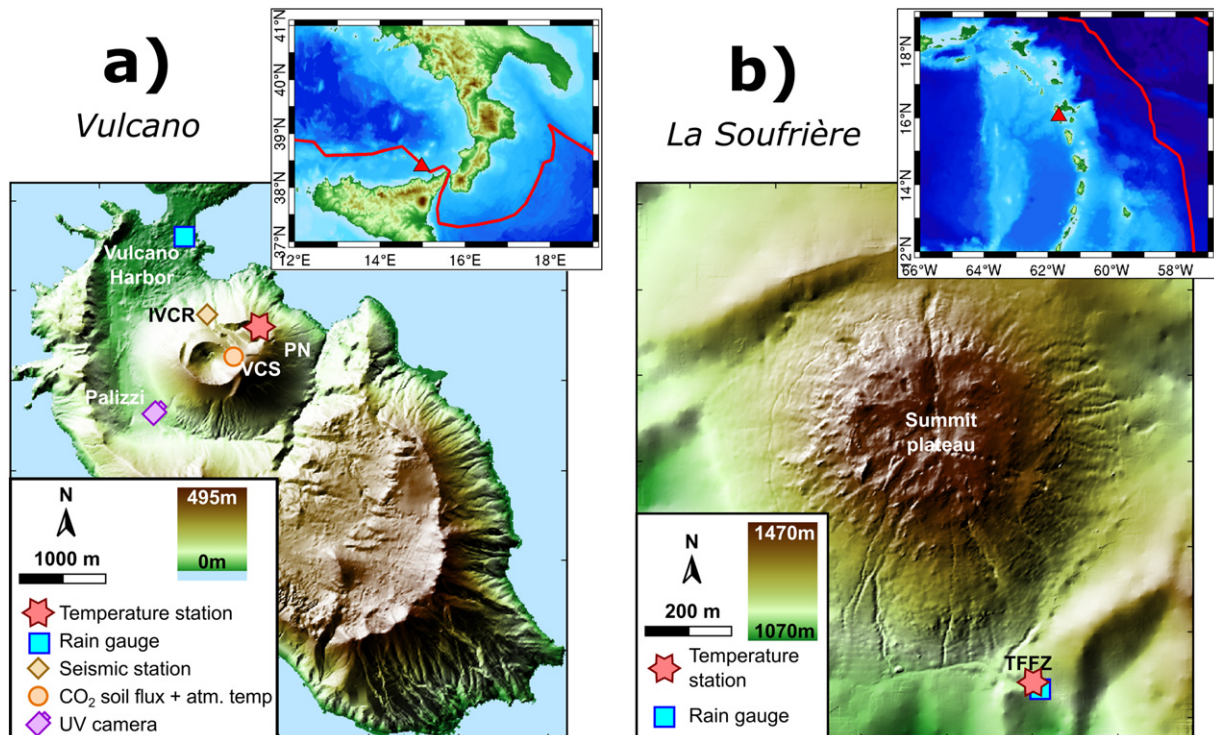 a)
Vulcano
41°N
40°N
39°N
38°N
37°N
12°E
14°E
16°E
18°E
Vulcano
Harbor
IVCR
PN
VCS
Palizzi
N
1000 m
495m
0m
Temperature station
Rain gauge
Seismic station
CO₂ soil flux + atm. temp
UV camera
b)
La Soufrière
18°N
16°N
14°N
12°N
66°W
64°W
62°W
60°W
58°W
Summit
plateau
TFFZ
N
200 m
1470m
1070m
Temperature
station
Rain gauge